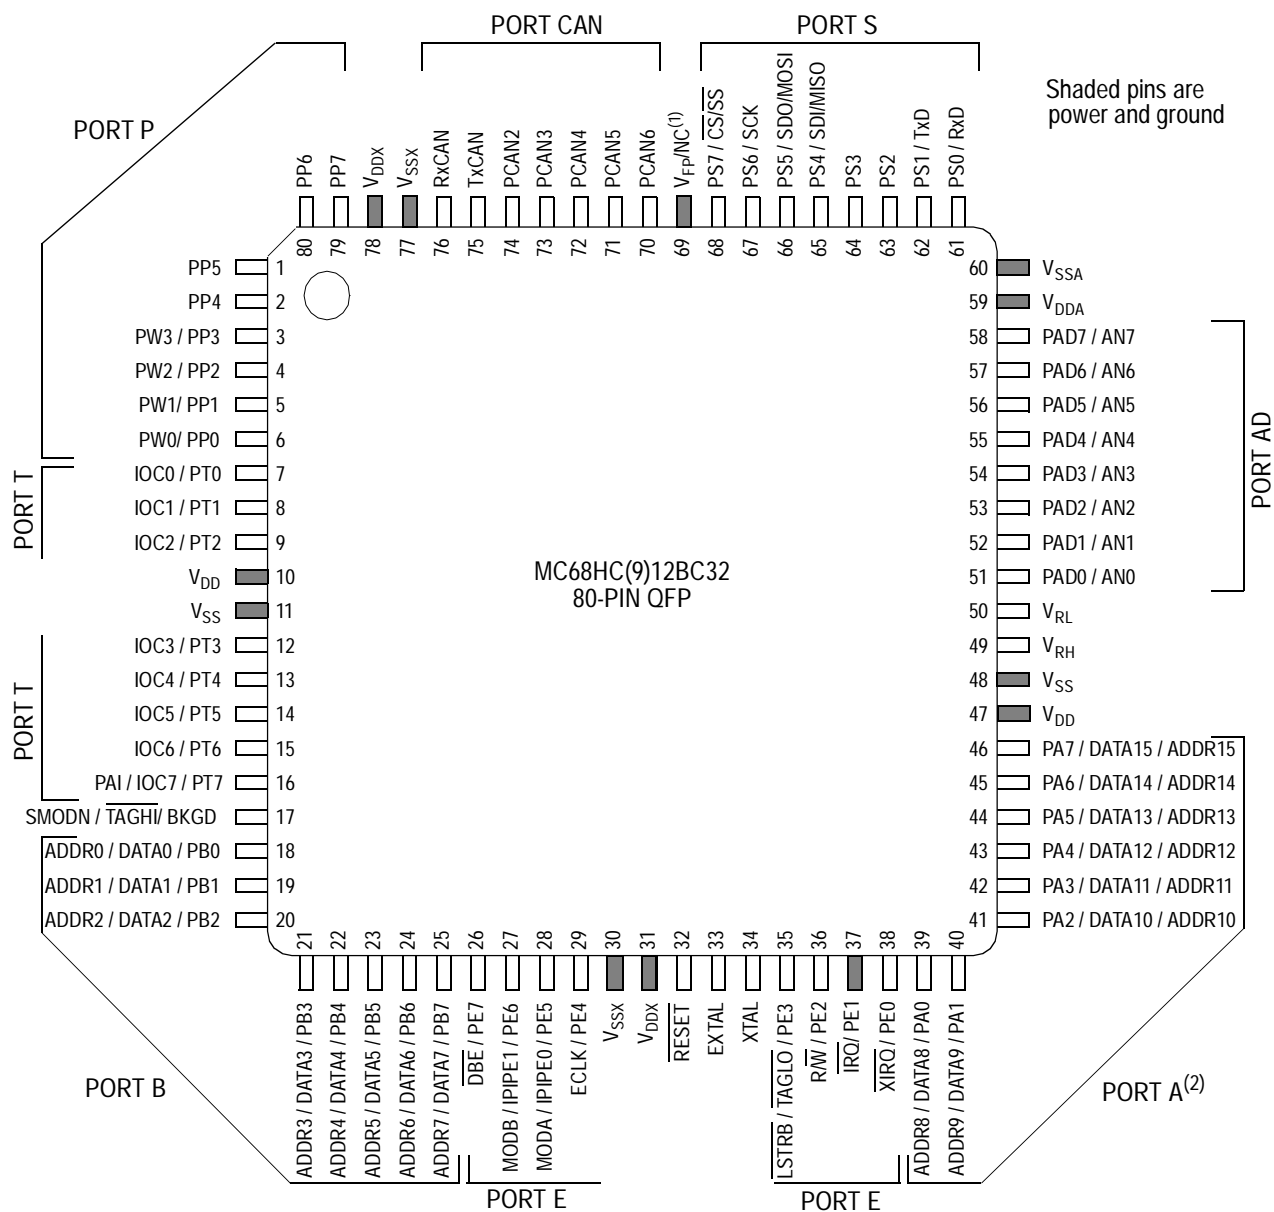 PORT CAN
PORT S
Shaded pins are
power and ground
PORT P
PP6
PP7
VDDX
VSSX
RxCAN
TxCAN
PCAN2
PCAN3
PCAN4
PCAN5
PCAN6
VFP/NC(1)
PS7 / CS/SS
PS6 / SCK
PS5 / SDO/MOSI
PS4 / SDI/MISO
PS3
PS2
PS1 / TxD
PS0 / RxD
80
79
78
77
76
75
74
73
72
71
70
69
68
67
66
65
64
63
62
61
PP5 1
PP4 2
PW3 / PP3 3
PW2 / PP2 4
PW1/ PP1 5
PW0/ PP0 6
PORT T
IOC0 / PT0 7
IOC1 / PT1 8
IOC2 / PT2 9
VDD 10
VSS 11
PORT T
IOC3 / PT3 12
IOC4 / PT4 13
IOC5 / PT5 14
IOC6 / PT6 15
PAI / IOC7 / PT7 16
SMODN / TAGHI/ BKGD 17
ADDR0 / DATA0 / PB0 18
ADDR1 / DATA1 / PB1 19
ADDR2 / DATA2 / PB2 20
MC68HC(9)12BC32
80-PIN QFP
60 VSSA
59 VDDA
58 PAD7 / AN7
57 PAD6 / AN6
56 PAD5 / AN5
55 PAD4 / AN4
54 PAD3 / AN3
53 PAD2 / AN2
52 PAD1 / AN1
51 PAD0 / AN0
PORT AD
50 VRL
49 VRH
48 VSS
47 VDD
46 PA7 / DATA15 / ADDR15
45 PA6 / DATA14 / ADDR14
44 PA5 / DATA13 / ADDR13
43 PA4 / DATA12 / ADDR12
42 PA3 / DATA11 / ADDR11
41 PA2 / DATA10 / ADDR10
21
22
23
24
25
26
27
28
29
30
31
32
33
34
35
36
37
38
39
40
ADDR3 / DATA3 / PB3
ADDR4 / DATA4 / PB4
ADDR5 / DATA5 / PB5
ADDR6 / DATA6 / PB6
ADDR7 / DATA7 / PB7
DBE / PE7
MODB / IPIPE1 / PE6
MODA / IPIPE0 / PE5
ECLK / PE4
VSSX
VDDX
RESET
EXTAL
XTAL
LSTRB / TAGLO / PE3
R/W / PE2
IRQ/ PE1
XIRQ / PE0
ADDR8 / DATA8 / PA0
ADDR9 / DATA9 / PA1
PORT B
PORT A(2)
PORT E
PORT E